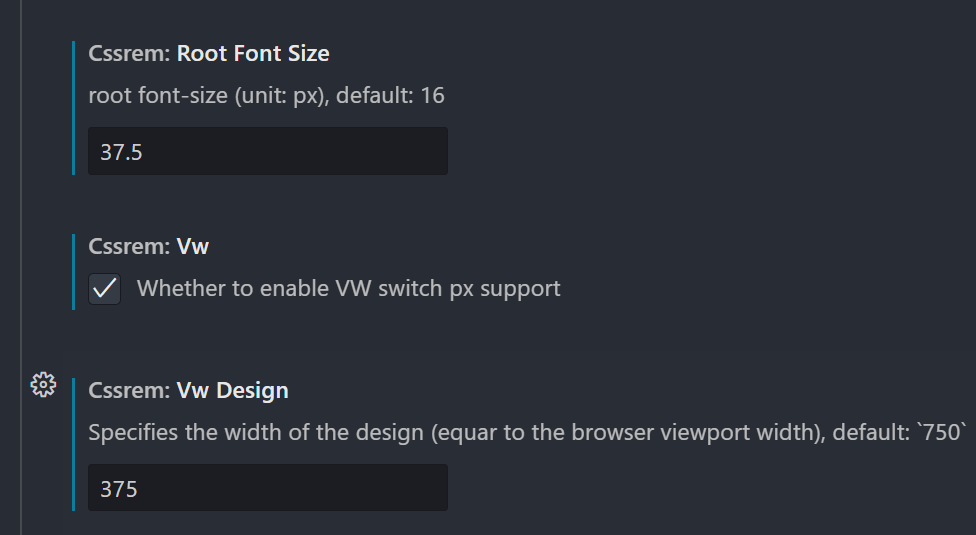 Cssrem: Root Font Size
root font-size (unit: px), default: 16
37.5
Cssrem: Vw
Whether to enable VW switch px support
Cssrem: Vw Design
Specifies the width of the design (equar to the browser viewport width), default: `750`
375